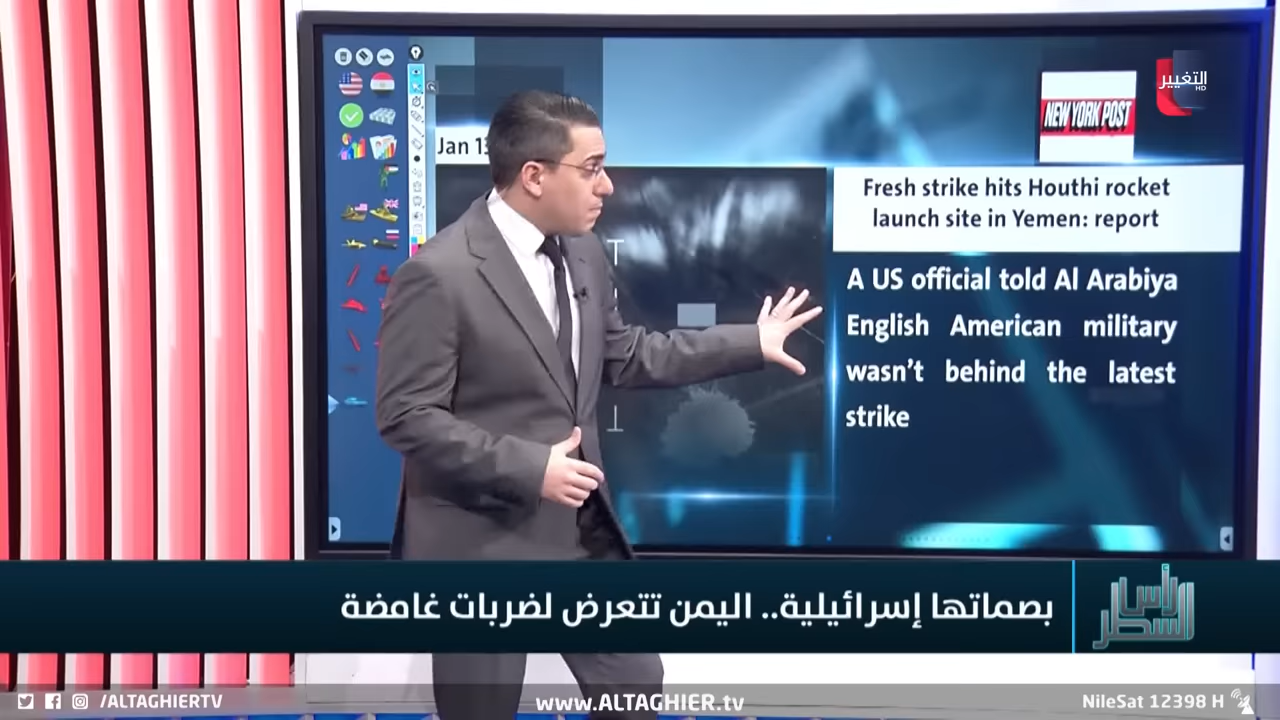 التغيير
HD
NEW YORK POST
Jan 13
Fresh strike hits Houthi rocket
launch site in Yemen: report
A US official told Al Arabiya
English American military
wasn't behind the latest
strike
بصماتها إسرائيلية.. اليمن تتعرض لضربات غامضة
رأس
السطر
/ALTAGHIERTV
www.ALTAGHIER.tv
NileSat 12398 H